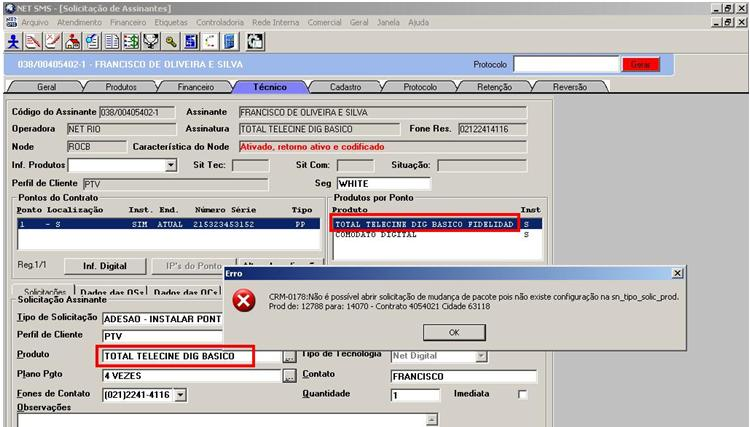 NET SMS - [Solicitação de Assinantes]
Arquivo Atendimento Financeiro Etiquetas Controladoria Rede Interna Comercial Geral Janela Ajuda
038/00405402-1 - FRANCISCO DE OLIVEIRA E SILVA Protocolo Gerar
Geral Produtos Financeiro Técnico Cadastro Protocolo Retenção Reversão
Código do Assinante 038/00405402-1 Assinante FRANCISCO DE OLIVEIRA E SILVA
Operadora NET RIO Assinatura TOTAL TELECINE DIG BASICO Fone Res. 02122414116
Node ROCB Característica do Node Ativado, retorno ativo e codificado
Inf. Produtos Sit Tec: Sit Com: Situação:
Perfil de Cliente PTV Seg WHITE
Pontos do Contrato Produtos por Ponto
Ponto Localização Inst. End. Número Série Tipo Produto Inst
1 - S SIM ATUAL 215323453152 PP TOTAL TELECINE DIG BASICO FIDELIDAD S
COMODATO DIGITAL S
Reg.1/1 Inf. Digital IP's do Ponto
Erro
CRM-0178:Não é possível abrir solicitação de mudança de pacote pois não existe configuração na sn_tipo_solic_prod.
Prod de: 12788 para: 14070 - Contrato 4054021 Cidade 63118
OK
Solicitações Dados das OSs Dados das OCs
Solicitação Assinante
Tipo de Solicitação ADESAO - INSTALAR PONT
Perfil de Cliente PTV
Produto TOTAL TELECINE DIG BASICO ... Tipo de Tecnologia Net Digital
Plano Pgto 4 VEZES ... Contato FRANCISCO
Fones de Contato (021)2241-4116 Quantidade 1 Imediata
Observações